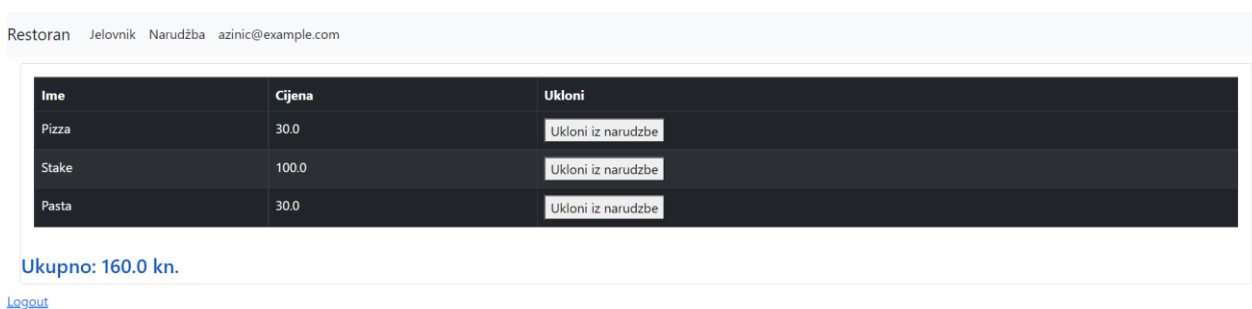 Restoran Jelovnik Narudžba azinic@example.com
Ime Cijena Ukloni
Pizza 30.0 Ukloni iz narudzbe
Stake 100.0 Ukloni iz narudzbe
Pasta 30.0 Ukloni iz narudzbe
Ukupno: 160.0 kn.
Logout